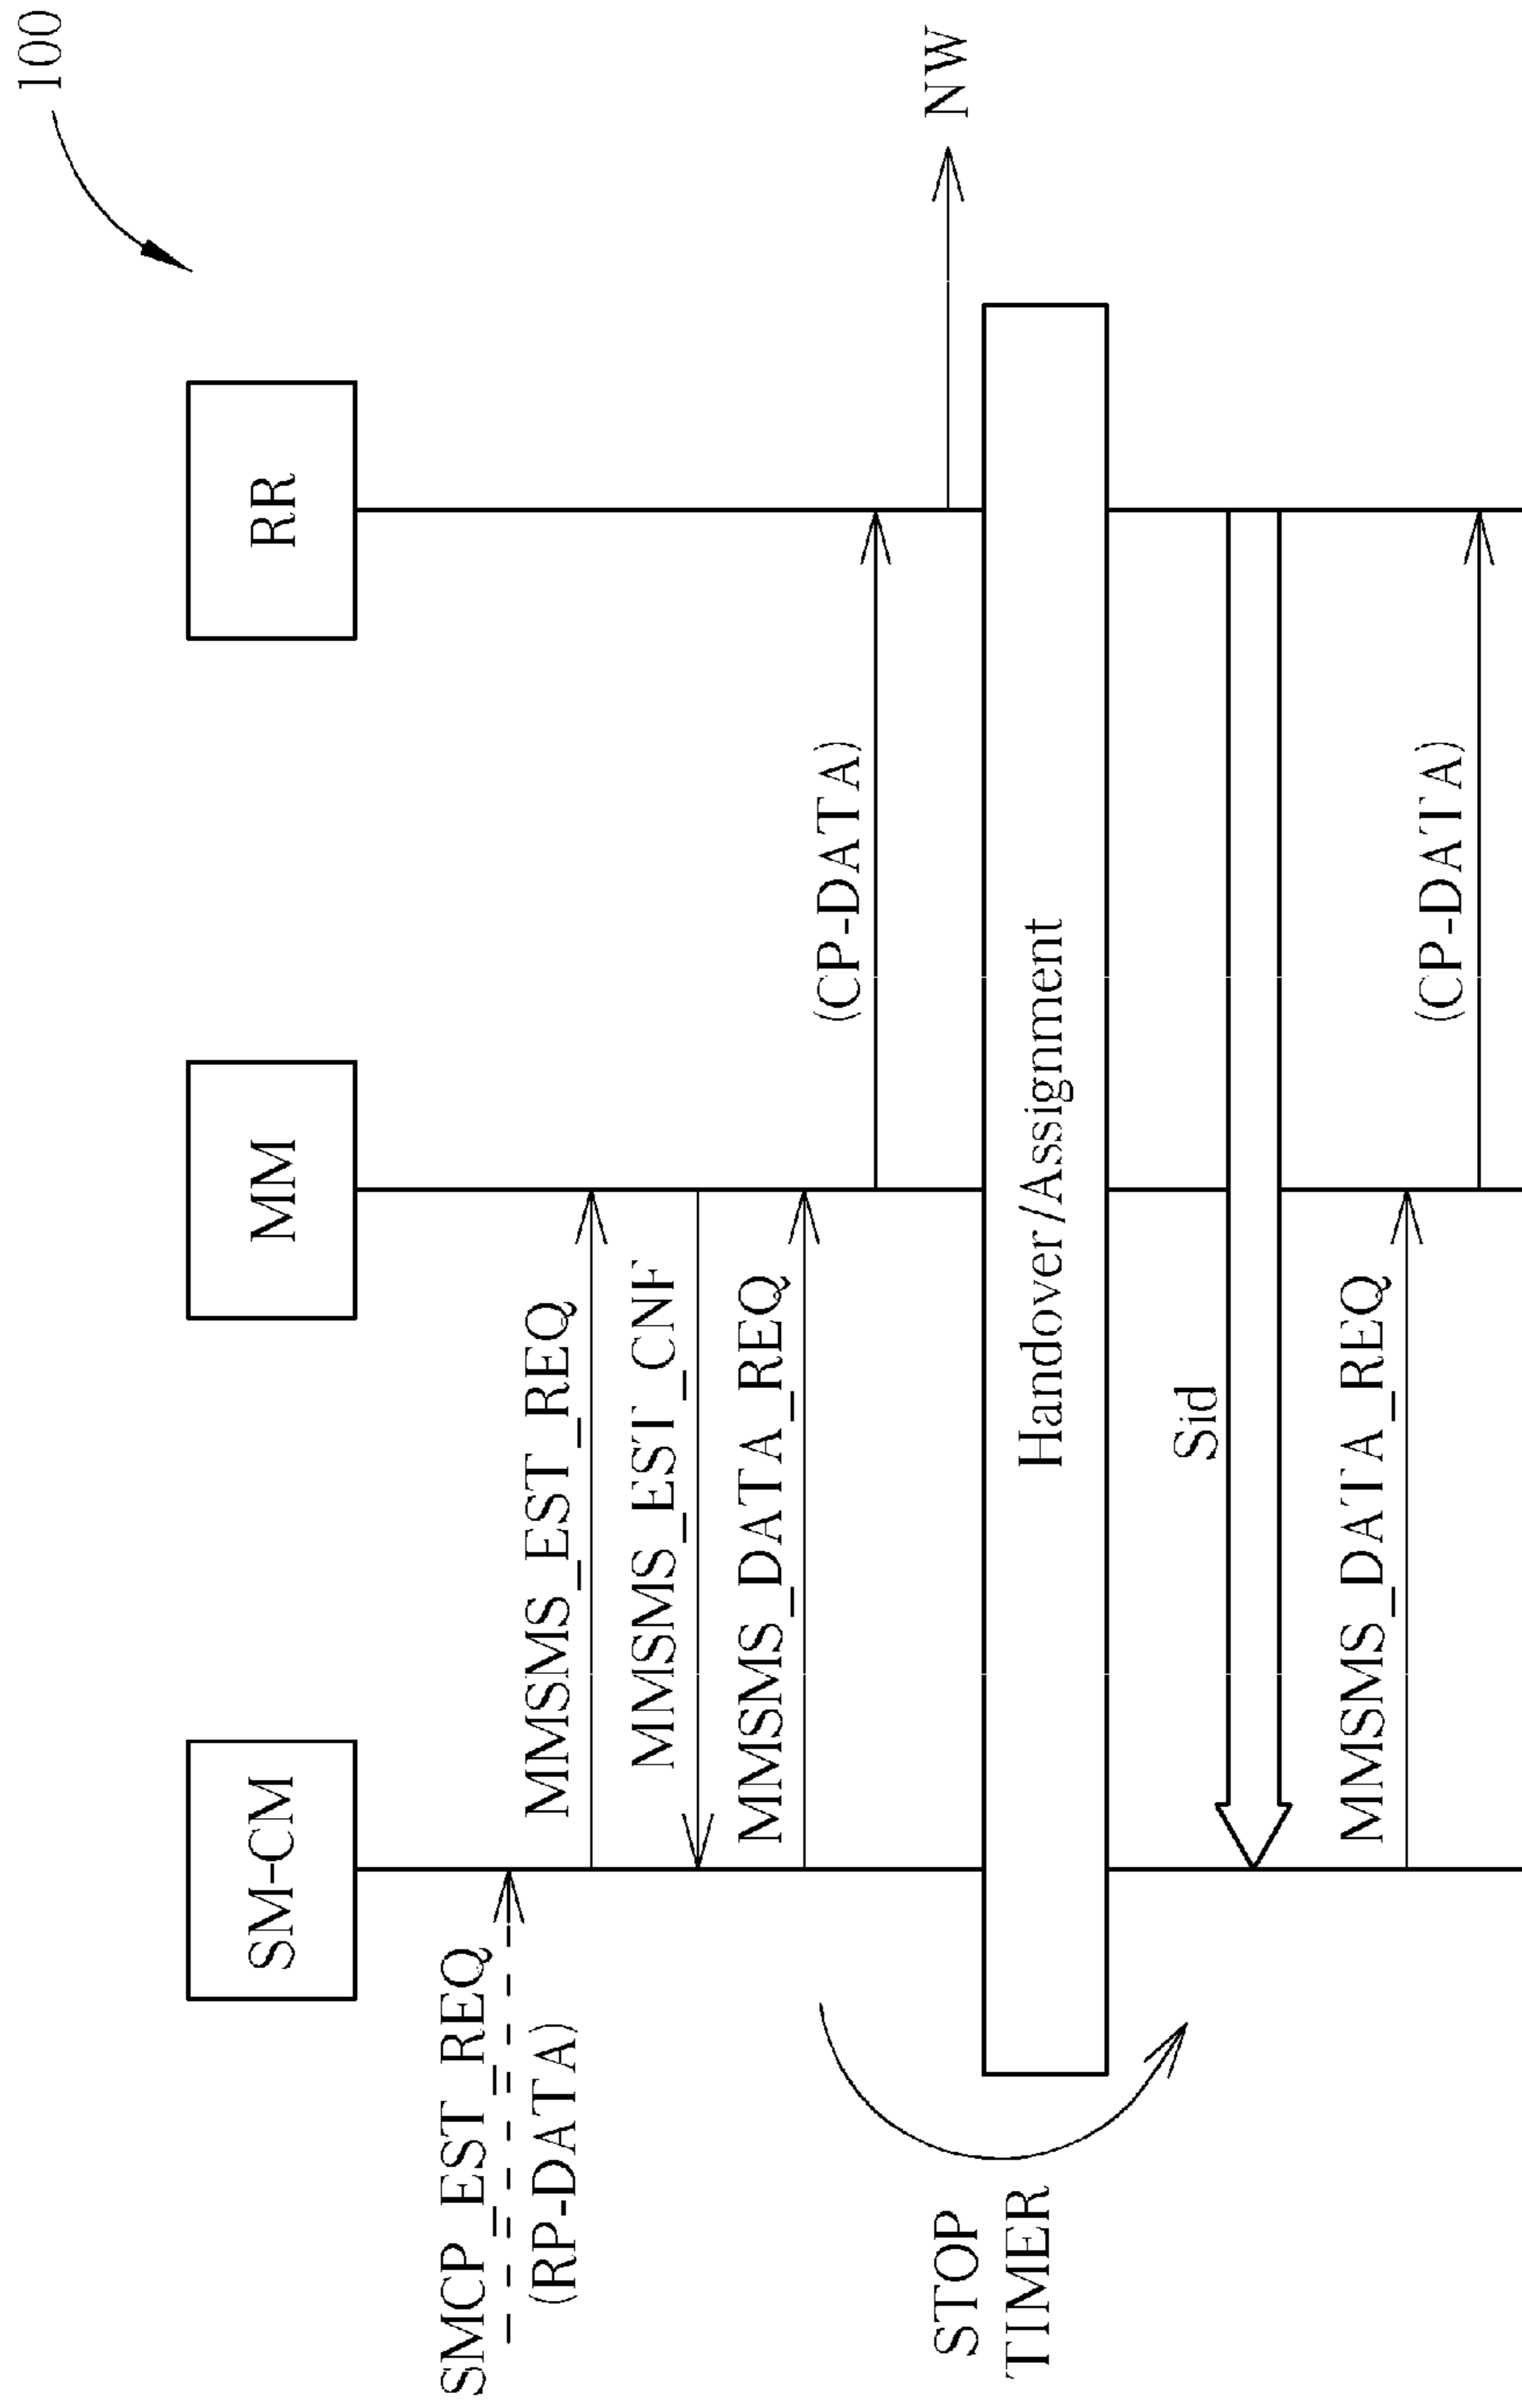 100
SM-CM
MM
RR
SMCP_EST_REQ
(RP-DATA)
MMSMS_EST_REQ
MMSMS_EST_CNF
MMSMS_DATA_REQ
(CP-DATA)
NW
STOP
TIMER
Handover/Assignment
Sid
MMSMS_DATA_REQ
(CP-DATA)